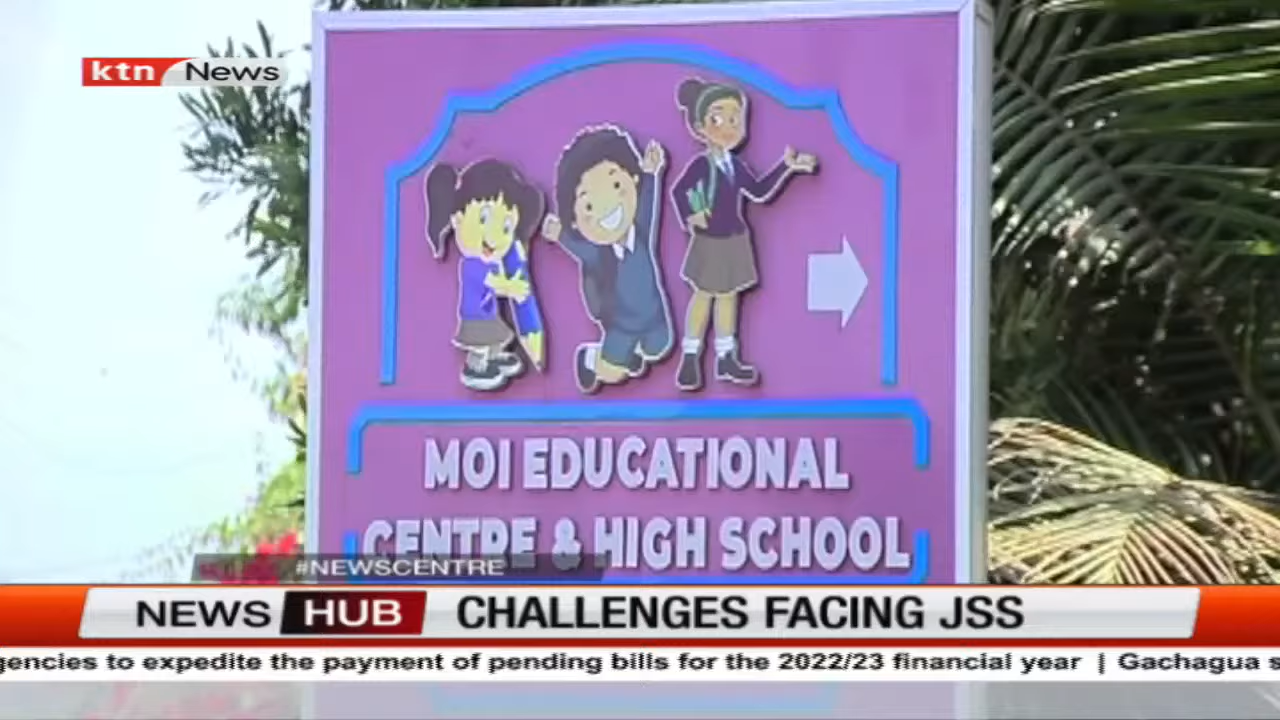 ktn News
MOI EDUCATIONAL
CENTRE & HIGH SCHOOL
#NEWSCENTRE
NEWS HUB CHALLENGES FACING JSS
to expedite the payment of pending bills for the 2022/23 financial year | Gachagua